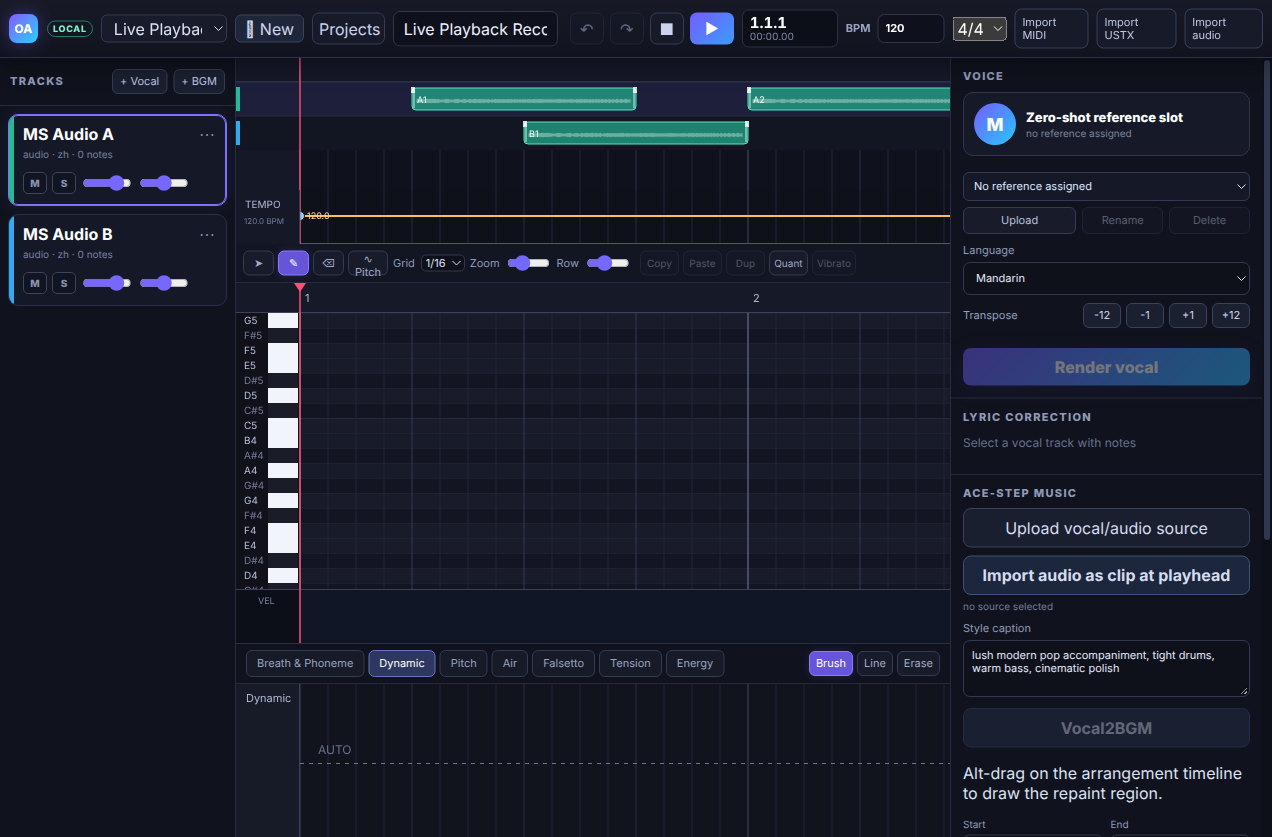 OA LOCAL Live Playba New Projects Live Playback Rec 1.1.1 BPM 120 4/4 Import MIDI Import USTX Import audio
00:00.00
TRACKS + Vocal + BGM
MS Audio A ...
audio · zh · 0 notes
M S
MS Audio B ...
audio · zh · 0 notes
M S
A1 A2
B1
TEMPO
120.0 BPM 120.0
Pitch Grid 1/16 Zoom Row Copy Paste Dup Quant Vibrato
1 2
G5
F#5
F5
E5
D#5
D5
C#5
C5
B4
A#4
A4
G#4
G4
F#4
F4
E4
D#4
D4
VEL
Breath & Phoneme Dynamic Pitch Air Falsetto Tension Energy Brush Line Erase
Dynamic
AUTO
VOICE
M Zero-shot reference slot
no reference assigned
No reference assigned
Upload Rename Delete
Language
Mandarin
Transpose -12 -1 +1 +12
Render vocal
LYRIC CORRECTION
Select a vocal track with notes
ACE-STEP MUSIC
Upload vocal/audio source
Import audio as clip at playhead
no source selected
Style caption
lush modern pop accompaniment, tight drums,
warm bass, cinematic polish
Vocal2BGM
Alt-drag on the arrangement timeline
to draw the repaint region.
Start End